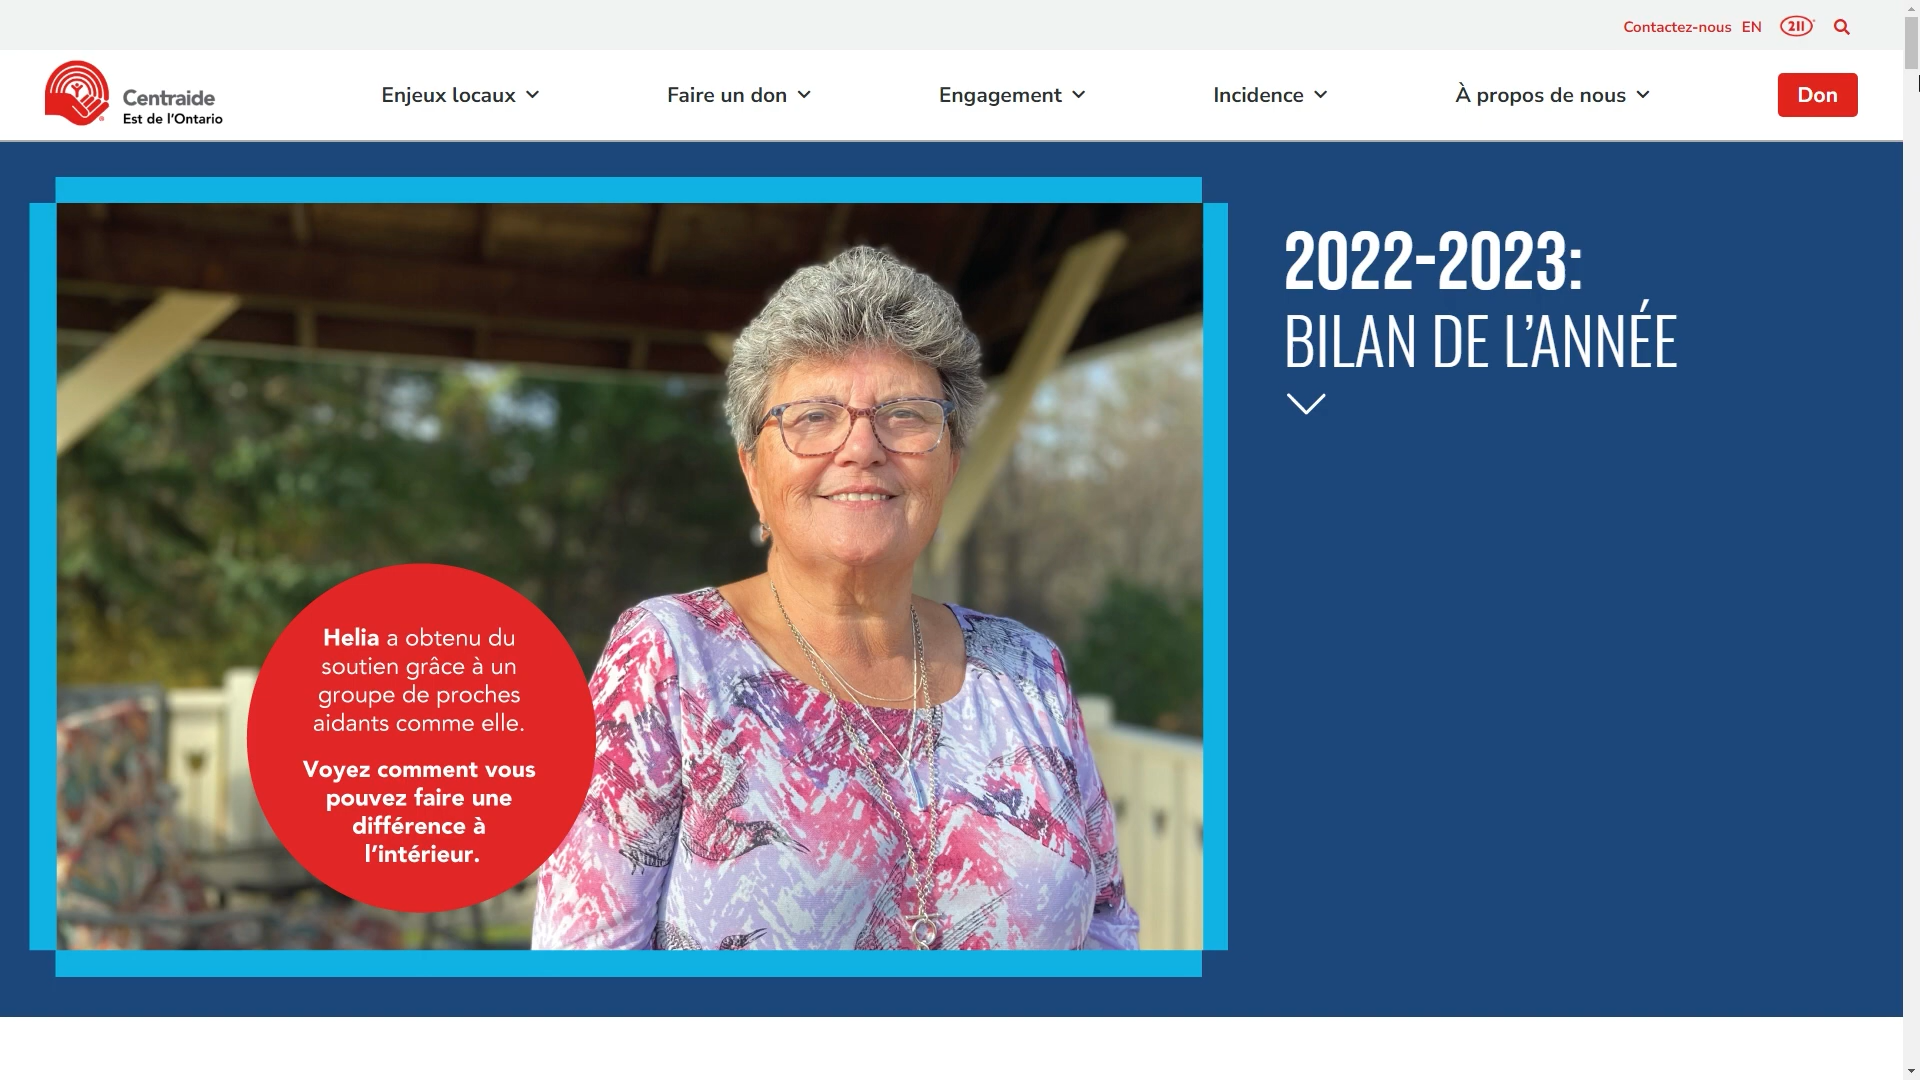 Contactez-nous EN 211
Centraide
Est de l'Ontario
Enjeux locaux
Faire un don
Engagement
Incidence
À propos de nous
Don
2022-2023:
BILAN DE L'ANNÉE
Helia a obtenu du
soutien grâce à un
groupe de proches
aidants comme elle.
Voyez comment vous
pouvez faire une
différence à
l'intérieur.